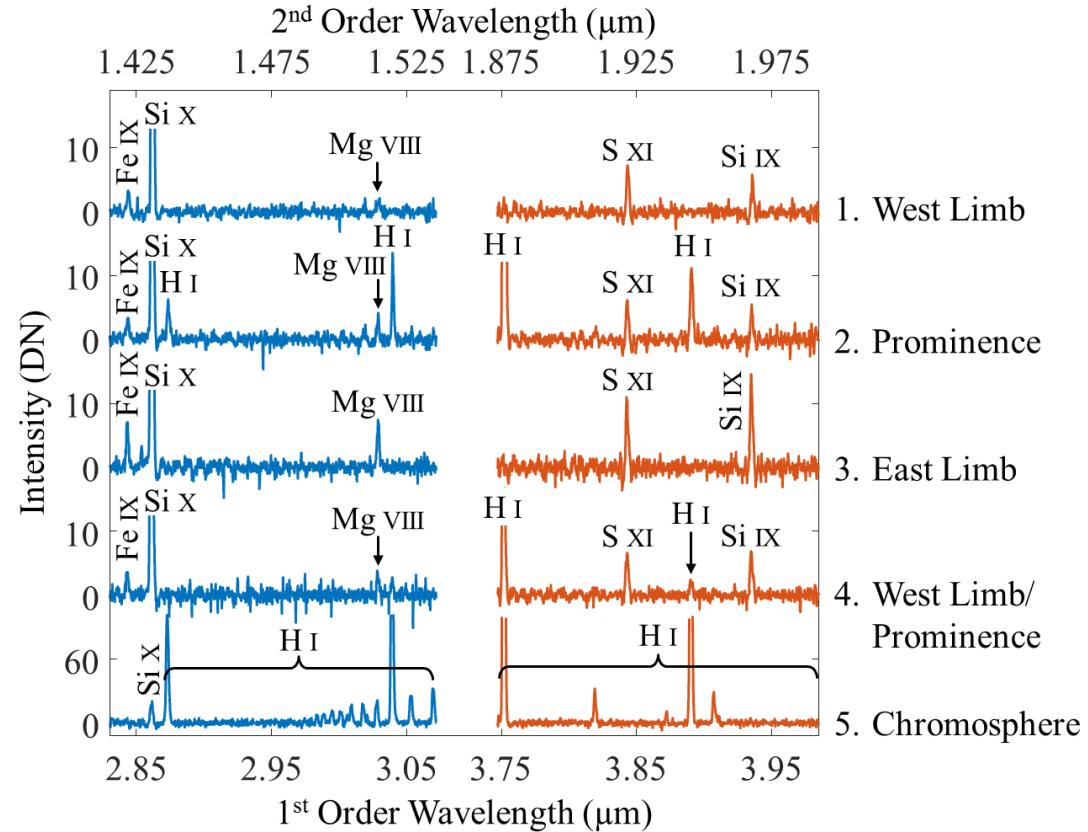 2nd Order Wavelength (μm)
1.425 1.475 1.525 1.875 1.925 1.975
Intensity (DN)
10
0
Fe IX
Si X
Mg VIII
S XI
Si IX
1. West Limb
10
0
Fe IX
Si X
H I
Mg VIII
H I
H I
S XI
H I
Si IX
2. Prominence
10
0
Fe IX
Si X
Mg VIII
S XI
Si IX
3. East Limb
10
0
Fe IX
Si X
Mg VIII
H I
S XI
H I
Si IX
4. West Limb/
Prominence
60
0
Si X
H I
H I
5. Chromosphere
2.85 2.95 3.05 3.75 3.85 3.95
1st Order Wavelength (μm)